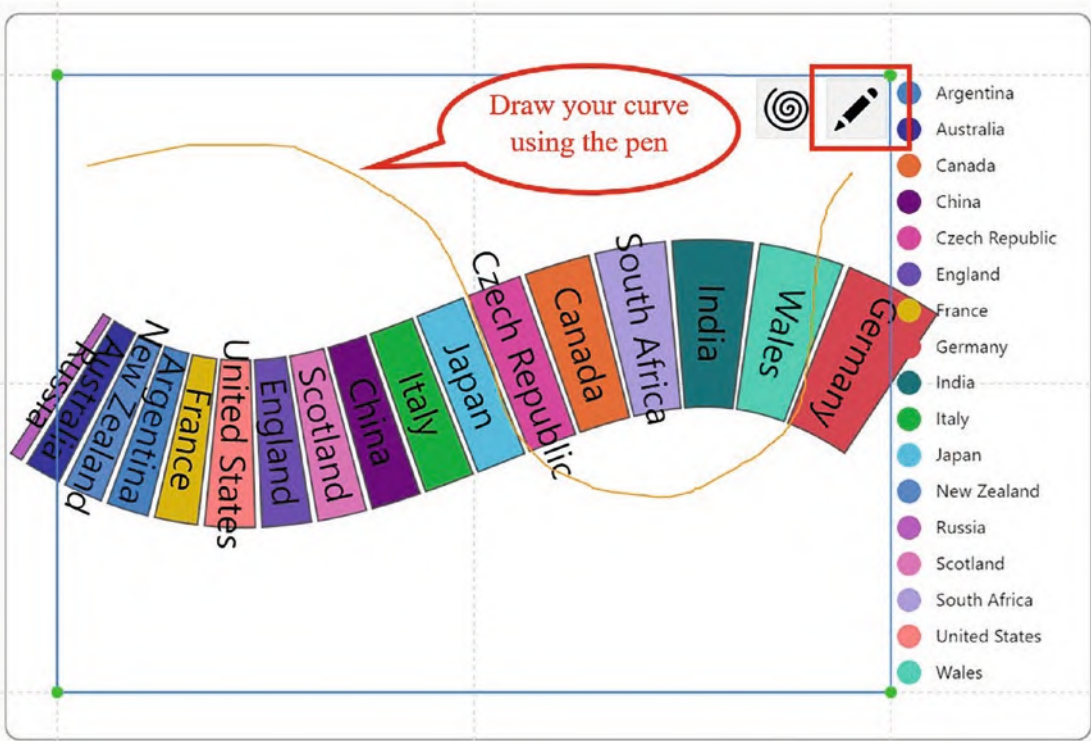 Draw your curve
using the pen
Argentina
Australia
Canada
China
Czech Republic
England
France
Germany
India
Italy
Japan
New Zealand
Russia
Scotland
South Africa
United States
Wales
Russia
Australia
New Zealand
Argentina
France
United States
England
Scotland
China
Italy
Japan
Czech Republic
Canada
South Africa
India
Wales
Germany